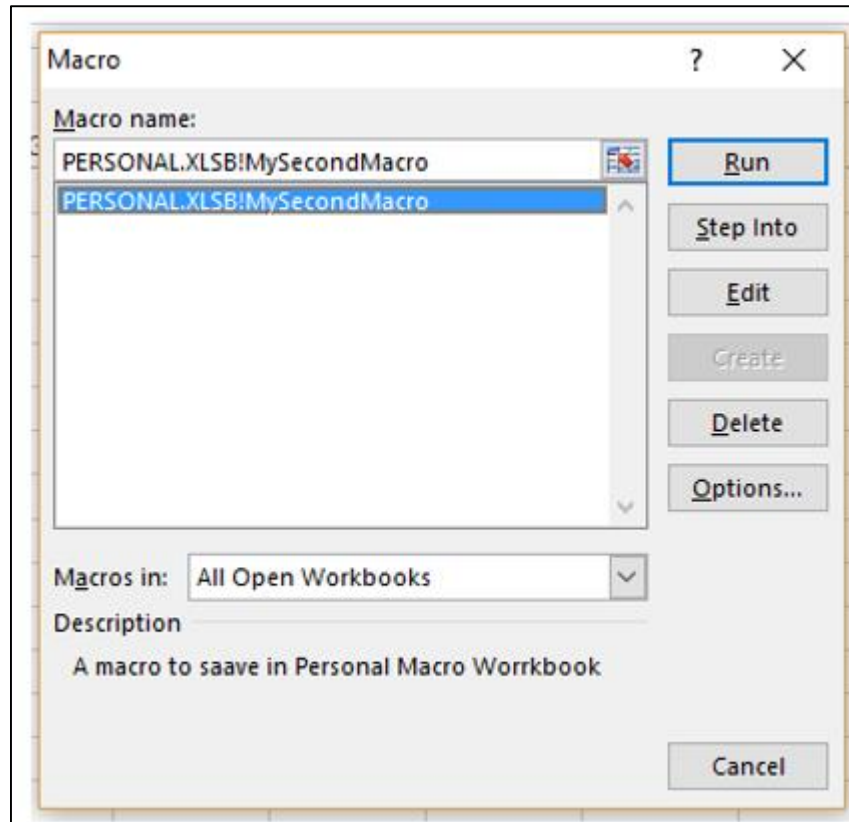 Macro ? X
Macro name:
PERSONAL.XLSB!MySecondMacro
PERSONAL.XLSB!MySecondMacro
Run
Step Into
Edit
Create
Delete
Options...
Macros in: All Open Workbooks
Description
A macro to saave in Personal Macro Worrkbook
Cancel